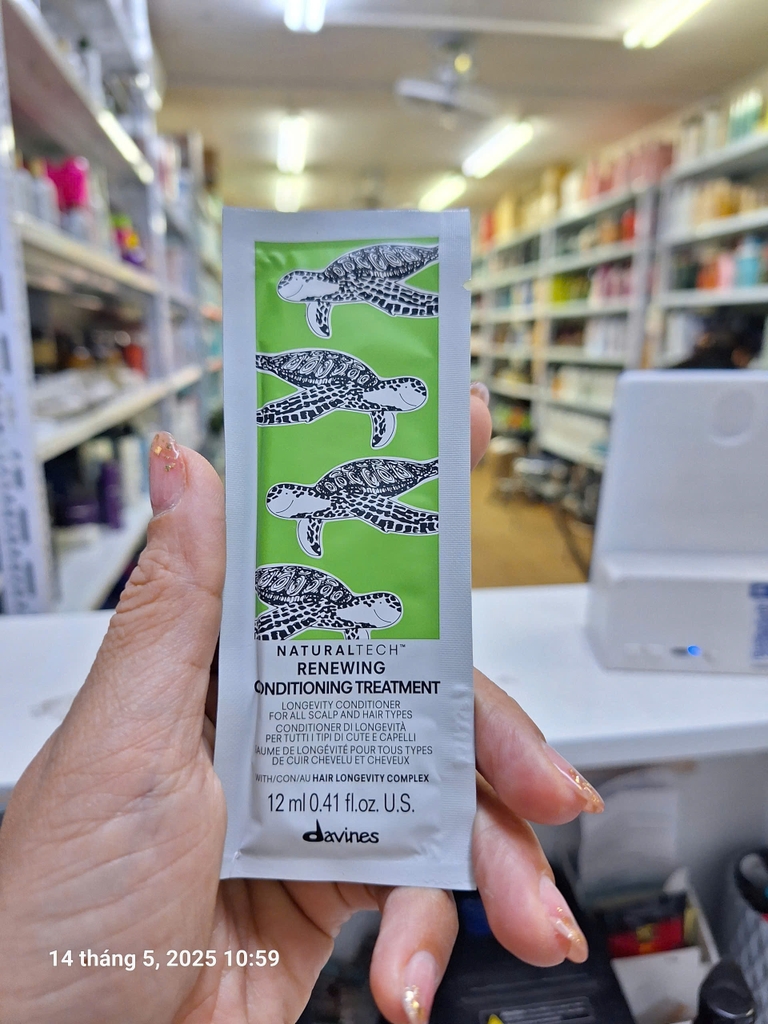 NATURALTECH™
RENEWING
ONDITIONING TREATMENT
LONGEVITY CONDITIONER
FOR ALL SCALP AND HAIR TYPES
CONDITIONER DI LONGEVITÀ
PER TUTTI I TIPI DI CUTE E CAPELLI
AUME DE LONGÉVITÉ POUR TOUS TYPES
DE CUIR CHEVELU ET CHEVEUX
WITH/CON/AU HAIR LONGEVITY COMPLEX
12 ml 0.41 fl.oz. U.S.
davines
14 tháng 5, 2025 10:59